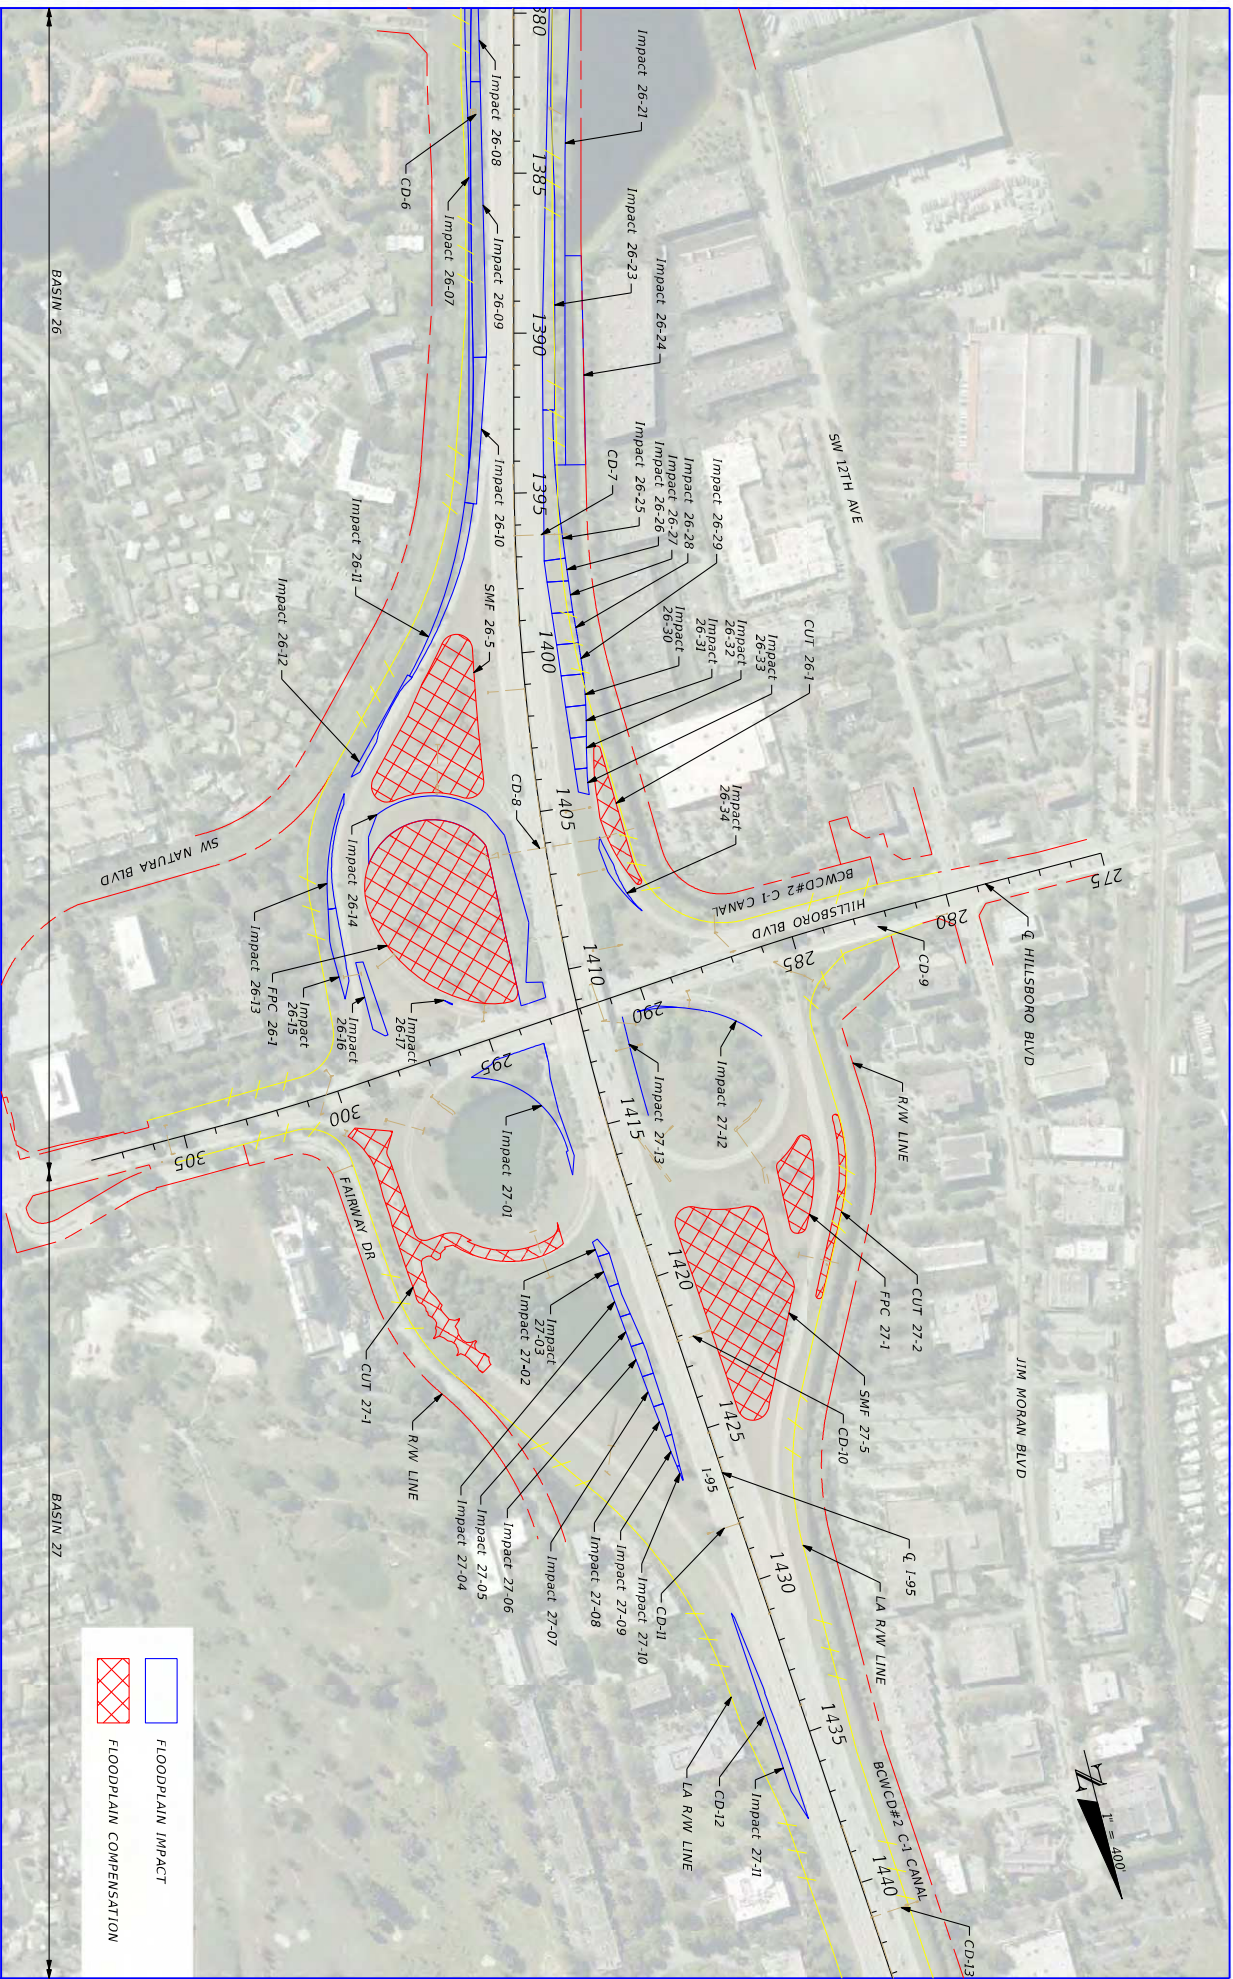 1380
1385
1390
1395
1400
1405
1410
1415
1420
1425
1430
1435
1440
275
280
285
290
295
300
305
Impact 26-21
Impact 26-23
Impact 26-24
Impact 26-08
CD-6
Impact 26-07
Impact 26-09
Impact 26-10
Impact 26-11
Impact 26-12
SMF 26-5
CD-7
Impact 26-25
Impact 26-26
Impact 26-27
Impact 26-28
Impact 26-29
Impact
26-30
Impact
26-31
Impact
26-32
Impact
26-33
CUT 26-1
Impact
26-34
SW 12TH AVE
CD-8
SW NATURA BLVD
Impact 26-14
Impact 26-13
FPC 26-1
Impact
26-15
Impact
26-16
Impact
26-17
BCWCD#2 C-1 CANAL
HILLSBORO BLVD
CD-9
℄ HILLSBORO BLVD
R/W LINE
Impact 27-12
Impact 27-13
Impact 27-01
FAIRWAY DR
CUT 27-1
R/W LINE
Impact 27-02
Impact
27-03
Impact 27-04
Impact 27-05
Impact 27-06
Impact 27-07
Impact 27-08
Impact 27-09
Impact 27-10
CD-11
CUT 27-2
FPC 27-1
SMF 27-5
CD-10
JIM MORAN BLVD
I-95
℄ I-95
LA R/W LINE
LA R/W LINE
CD-12
Impact 27-11
BCWCD#2 C-1 CANAL
CD-13
1" = 400'
BASIN 26
BASIN 27
FLOODPLAIN IMPACT
FLOODPLAIN COMPENSATION